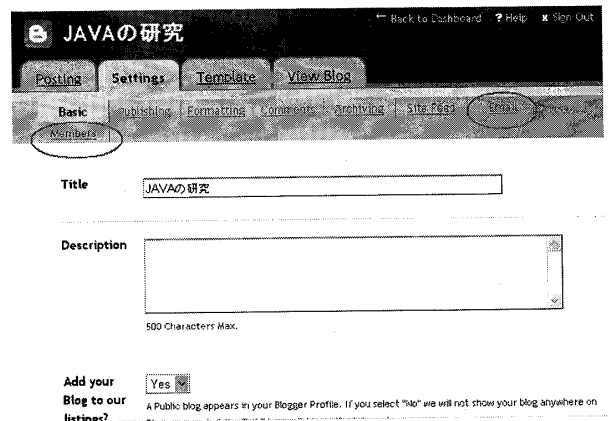 ← Back to Dashboard ? Help x Sign Out
JAVAの研究
Posting Settings Template View Blog
Basic Publishing Formatting Comments Archiving Site Feed Email
Members
Title JAVAの研究
Description
500 Characters Max.
Add your Yes
Blog to our A Public blog appears in your Blogger Profile. If you select "No" we will not show your blog anywhere on
listings?